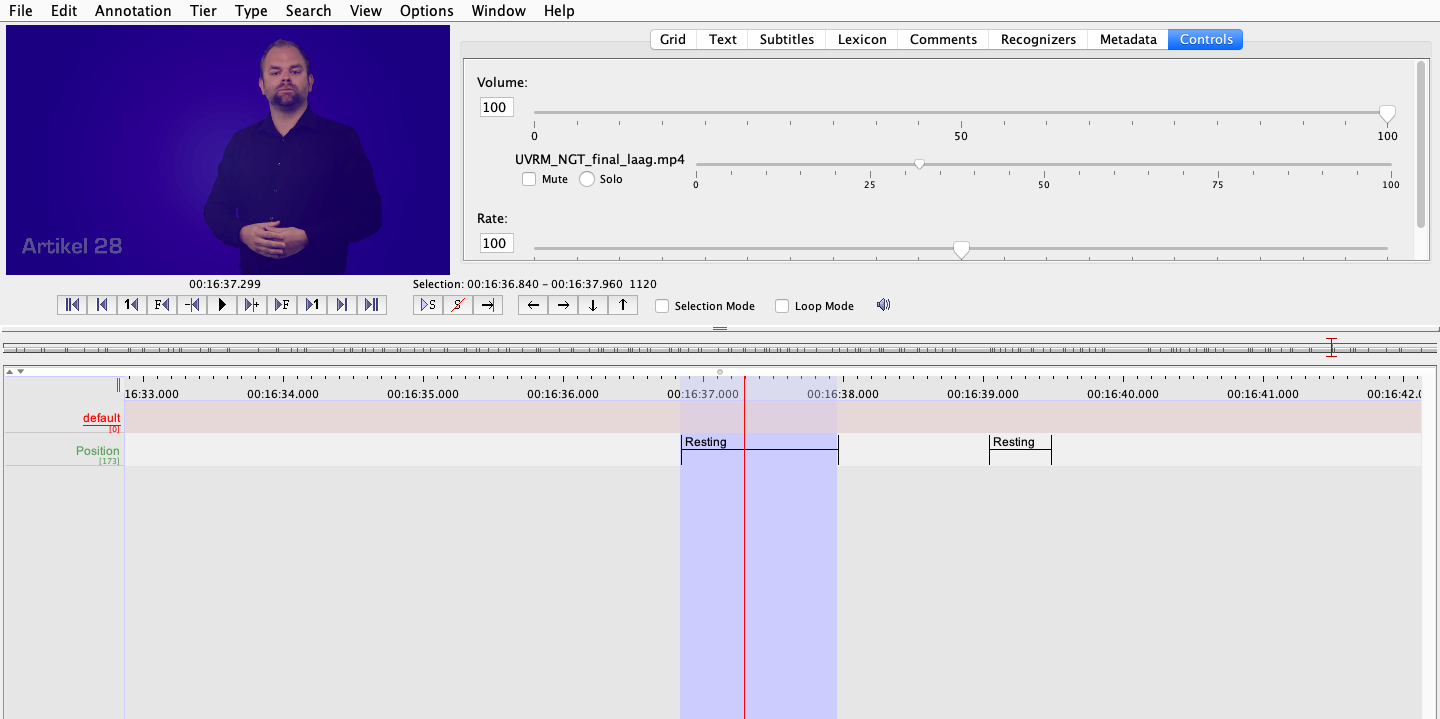 File Edit Annotation Tier Type Search View Options Window Help
Grid Text Subtitles Lexicon Comments Recognizers Metadata Controls
Artikel 28
Volume:
100
0 50 100
UVRM_NGT_final_laag.mp4
Mute Solo
0 25 50 75 100
Rate:
100
00:16:37.299
Selection: 00:16:36.840 - 00:16:37.960 1120
1 F + F 1 S S Selection Mode Loop Mode
16:33.000 00:16:34.000 00:16:35.000 00:16:36.000 00:16:37.000 00:16:38.000 00:16:39.000 00:16:40.000 00:16:41.000 00:16:42.0
default
[0]
Position Resting Resting
[173]